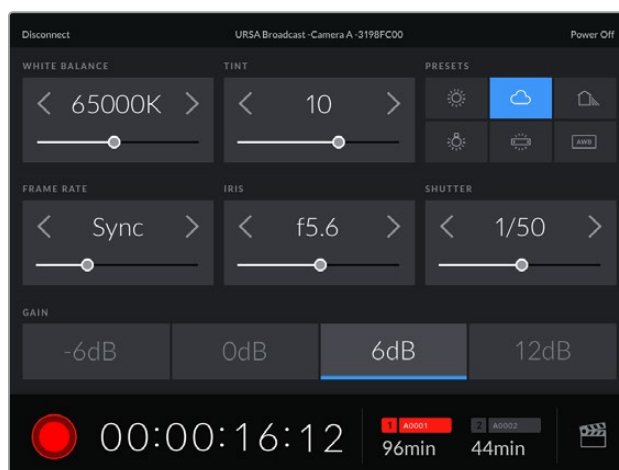 Disconnect URSA Broadcast -Camera A -3198FC00 Power Off
WHITE BALANCE TINT PRESETS
65000K 10
AWB
FRAME RATE IRIS SHUTTER
Sync f5.6 1/50
GAIN
-6dB 0dB 6dB 12dB
1 A0001 2 A0002
00:00:16:12 96min 44min